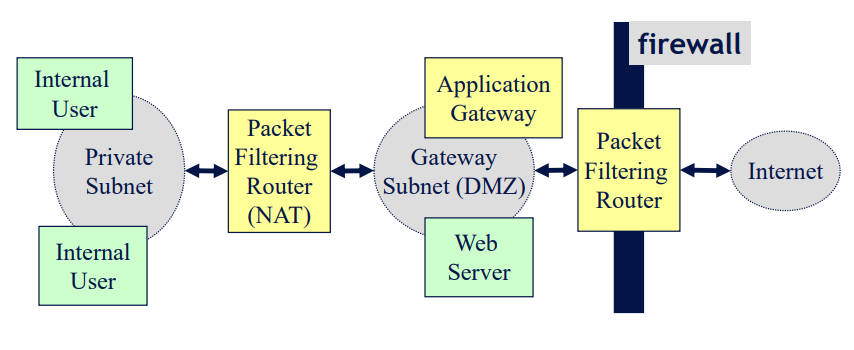 firewall
Internal
User
Private
Subnet
Internal
User
Packet
Filtering
Router
(NAT)
Application
Gateway
Gateway
Subnet (DMZ)
Web
Server
Packet
Filtering
Router
Internet